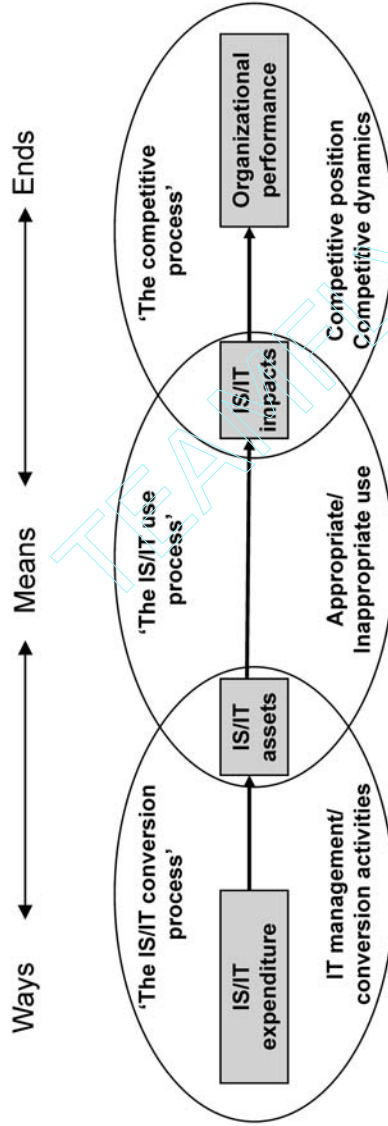 Ways
Means
Ends
‘The IS/IT conversion
process’
IS/IT
expenditure
IT management/
conversion activities
IS/IT
assets
‘The IS/IT use
process’
Appropriate/
Inappropriate use
IS/IT
impacts
‘The competitive
process’
Organizational
performance
Competitive position
Competitive dynamics